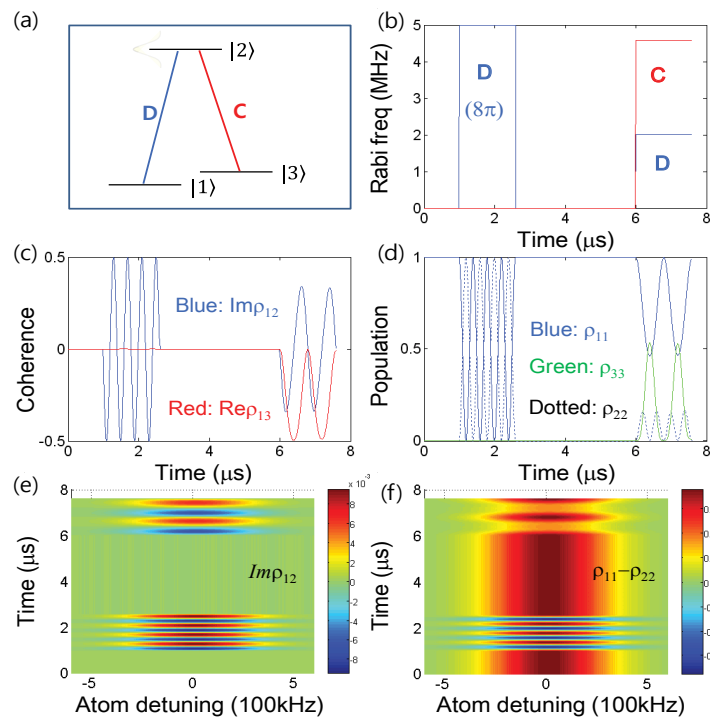 (a)
|2⟩
D
C
|3⟩
|1⟩
(b)
5
4
3
2
1
0
Rabi freq (MHz)
D
(8π)
C
D
0 2 4 6 8
Time (μs)
(c)
0.5
0
-0.5
Coherence
Blue: Imρ12
Red: Reρ13
0 2 4 6 8
Time (μs)
(d)
1
0.5
0
Population
Blue: ρ11
Green: ρ33
Dotted: ρ22
0 2 4 6 8
Time (μs)
(e)
8
6
4
2
0
Time (μs)
Imρ12
-5 0 5
Atom detuning (100kHz)
x 10-3
8
6
4
2
0
-2
-4
-6
-8
(f)
8
6
4
2
0
Time (μs)
ρ11−ρ22
-5 0 5
Atom detuning (100kHz)